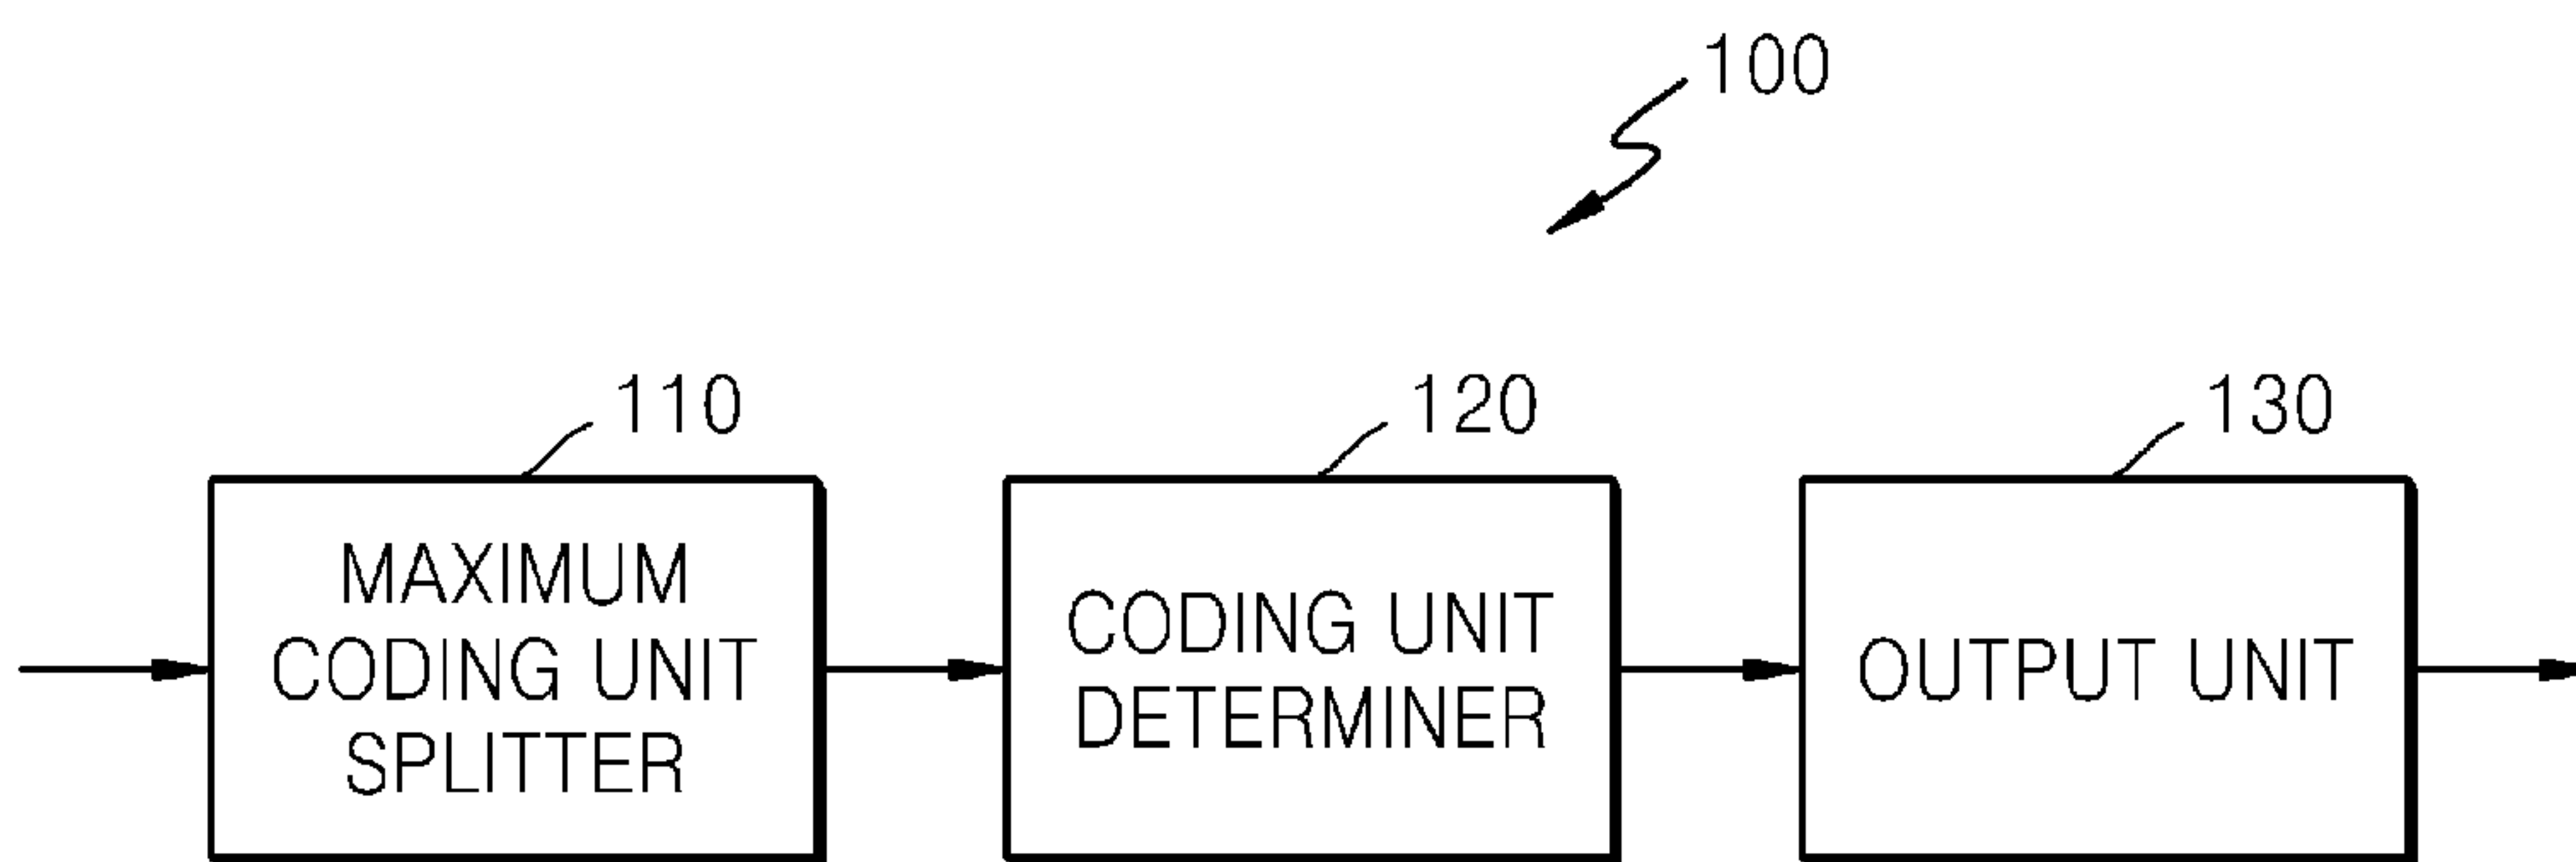 100
110
120
130
MAXIMUM
CODING UNIT
SPLITTER
CODING UNIT
DETERMINER
OUTPUT UNIT